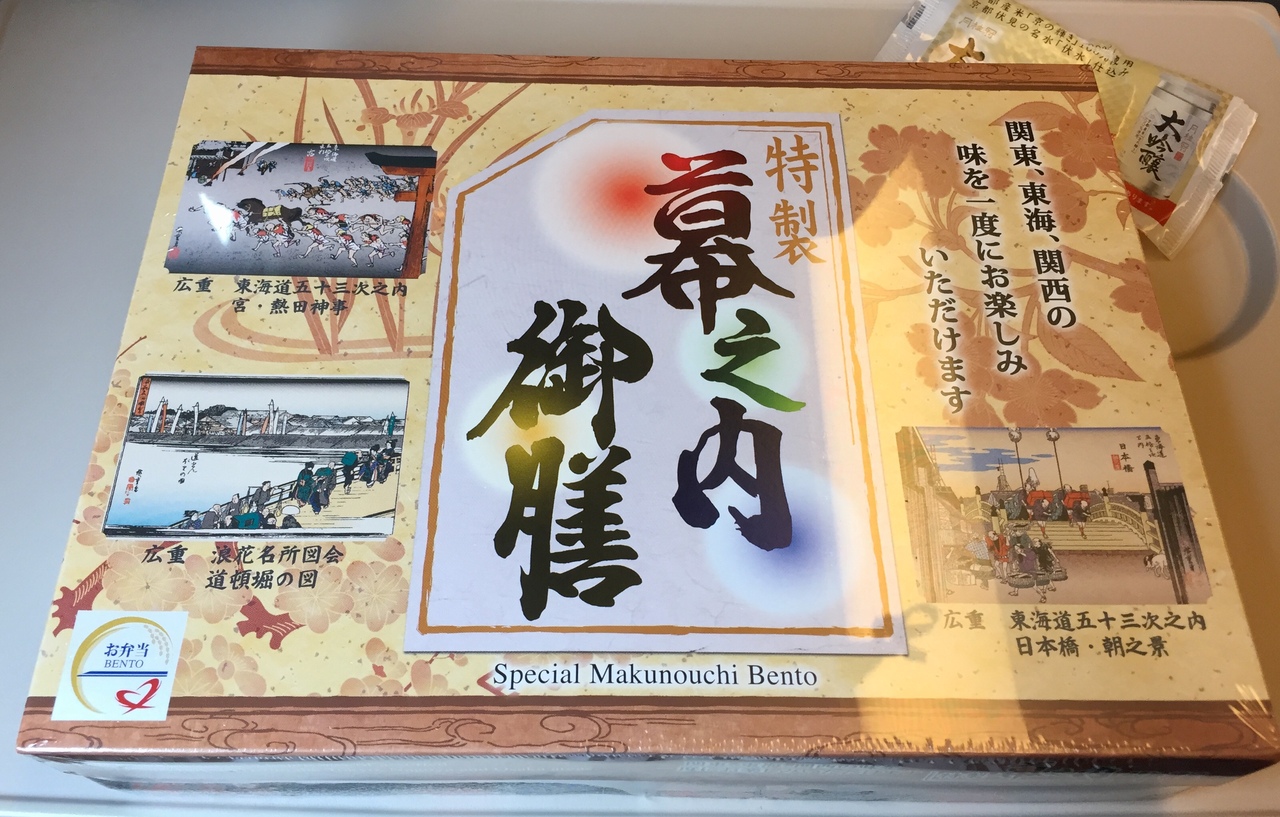 特製
幕之内
御膳
Special Makunouchi Bento
関東、東海、関西の
味を一度にお楽しみ
いただけます
広重 東海道五十三次之内
宮・熱田神事
広重 浪花名所図会
道頓堀の図
広重 東海道五十三次之内
日本橋・朝之景
日本橋
お弁当
BENTO
大吟醸